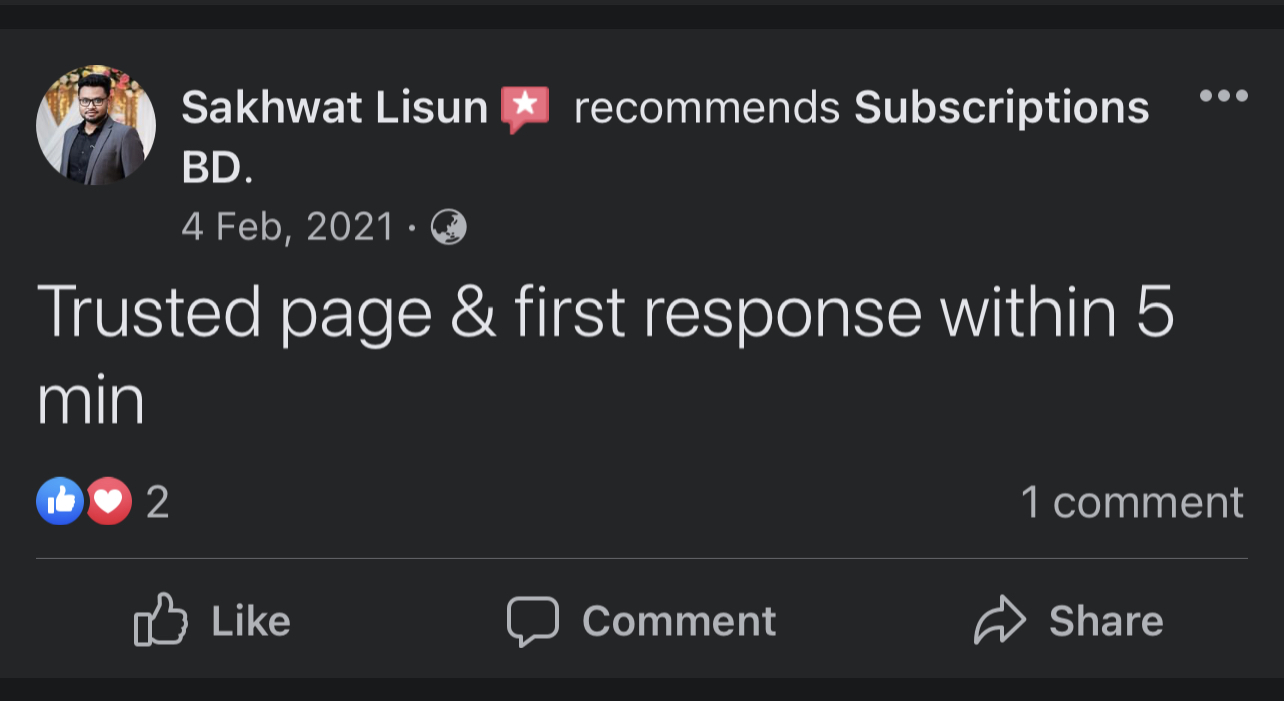 Sakhwat Lisun recommends Subscriptions
BD.
4 Feb, 2021 ·
Trusted page & first response within 5
min
2 1 comment
Like Comment Share